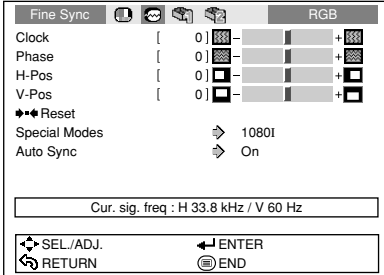 Fine Sync RGB
Clock [ 0 ] – +
Phase [ 0 ] – +
H-Pos [ 0 ] – +
V-Pos [ 0 ] – +
Reset
Special Modes 1080I
Auto Sync On
Cur. sig. freq : H 33.8 kHz / V 60 Hz
SEL./ADJ. ENTER
RETURN END